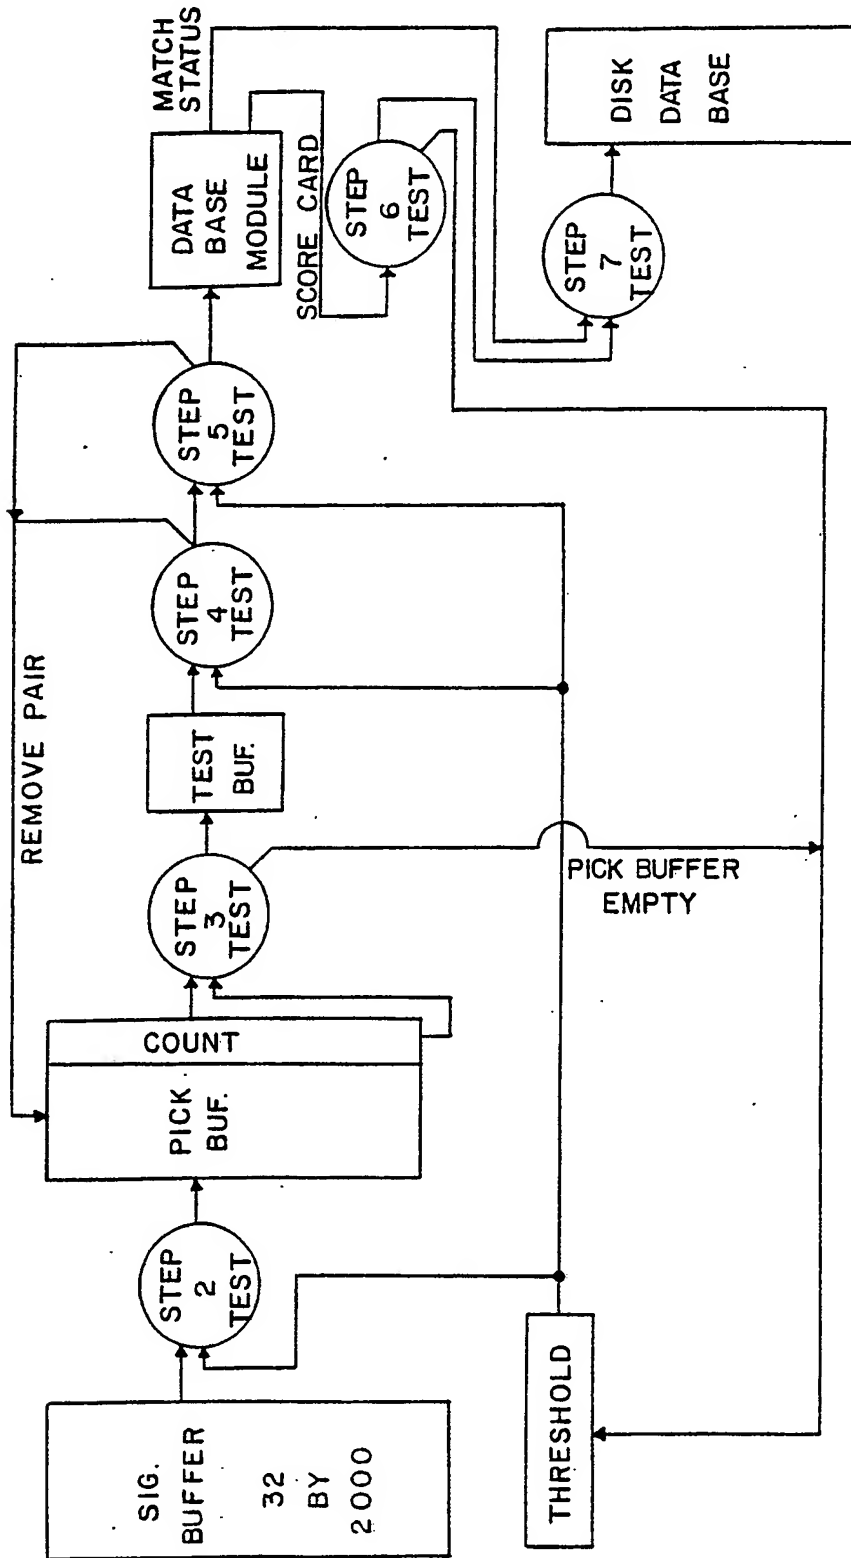 SIG.
BUFFER
32
BY
2000
STEP
2
TEST
PICK
BUF.
COUNT
REMOVE PAIR
STEP
3
TEST
TEST
BUF.
STEP
4
TEST
STEP
5
TEST
DATA
BASE
MODULE
MATCH
STATUS
SCORE CARD
STEP
6
TEST
STEP
7
TEST
DISK
DATA
BASE
PICK BUFFER
EMPTY
THRESHOLD